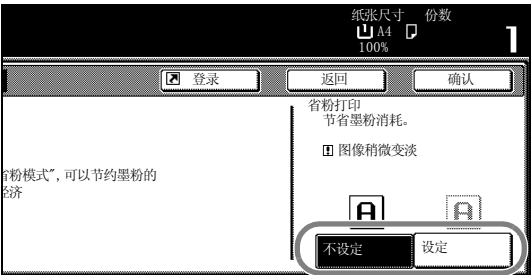 纸张尺寸 份数
A4
100%
1
登录 返回 确认
省粉打印
节省墨粉消耗。
图像稍微变淡
省粉模式”, 可以节约墨粉的
经济
A A
不设定 设定